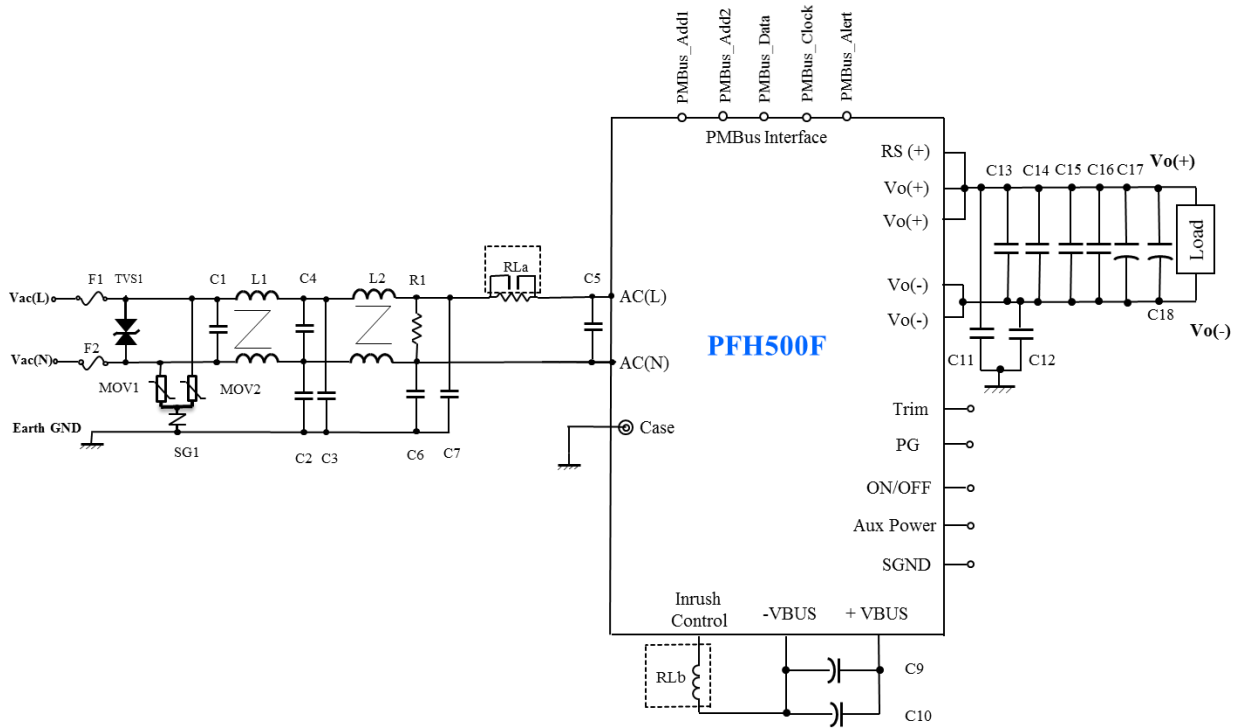 PMBus_Add1
PMBus_Add2
PMBus_Data
PMBus_Clock
PMBus_Alert
PMBus Interface
RS (+)
Vo(+)
Vo(+)
Vo(-)
Vo(-)
C13 C14 C15 C16 C17 Vo(+)
Load
C18
Vo(-)
C11
C12
F1
TVS1
C1
L1
C4
L2
R1
RLa
C5
Vac(L)
AC(L)
Vac(N)
F2
AC(N)
PFH500F
MOV1
MOV2
Earth GND
SG1
C2
C3
C6
C7
Case
Trim
PG
ON/OFF
Aux Power
SGND
Inrush
Control
-VBUS
+ VBUS
RLb
C9
C10